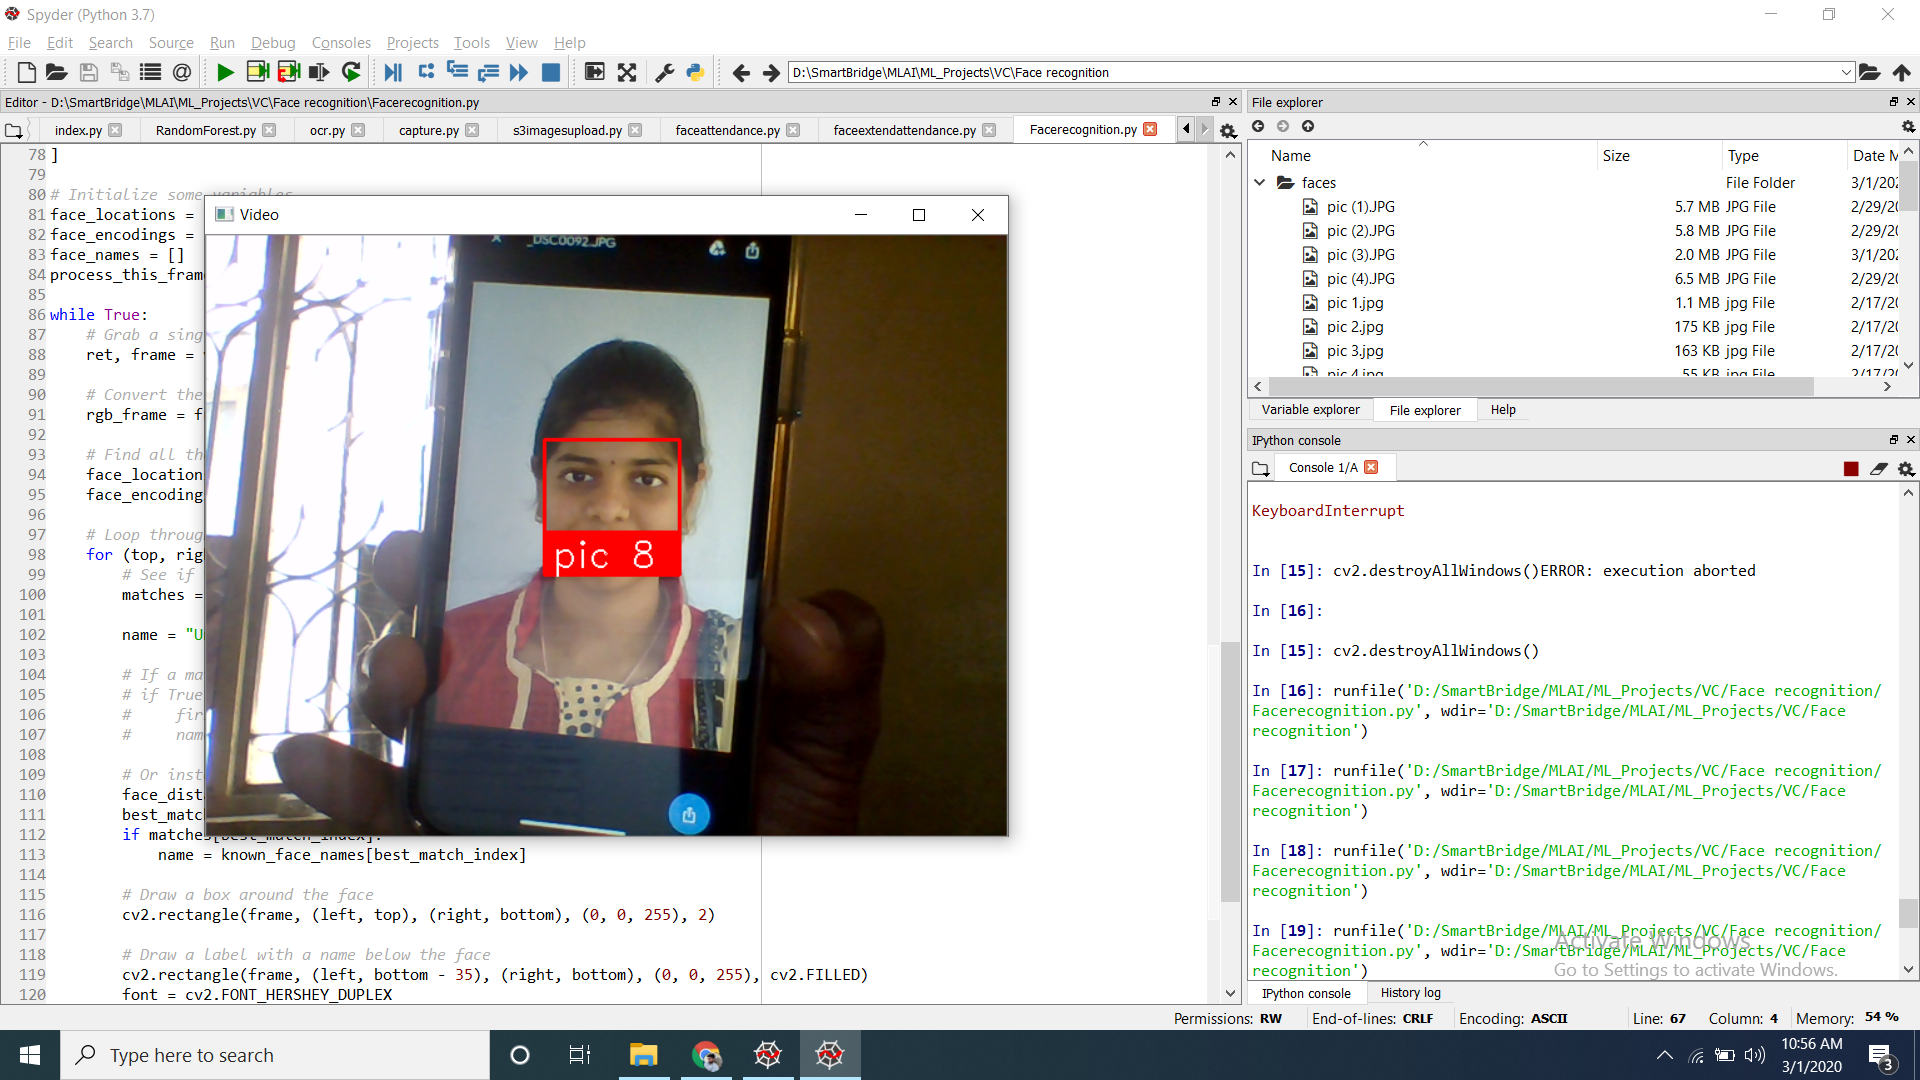 Spyder (Python 3.7)
File Edit Search Source Run Debug Consoles Projects Tools View Help
D:\SmartBridge\MLAI\ML_Projects\VC\Face recognition
Editor - D:\SmartBridge\MLAI\ML_Projects\VC\Face recognition\Facerecognition.py
index.py RandomForest.py ocr.py capture.py s3imagesupload.py faceattendance.py faceextendattendance.py Facerecognition.py
78 ]
79
80 # Initialize some variables
81 face_locations =
82 face_encodings =
83 face_names = []
84 process_this_fram
85
86 while True:
87 # Grab a sing
88 ret, frame =
89
90 # Convert the
91 rgb_frame = f
92
93 # Find all th
94 face_location
95 face_encoding
96
97 # Loop throug
98 for (top, rig
99 # See if
100 matches =
101
102 name = "U
103
104 # If a ma
105 # if True
106 # fir
107 # nam
108
109 # Or inst
110 face_dist
111 best_matc
112 if matches[best_match_index]:
113 name = known_face_names[best_match_index]
114
115 # Draw a box around the face
116 cv2.rectangle(frame, (left, top), (right, bottom), (0, 0, 255), 2)
117
118 # Draw a label with a name below the face
119 cv2.rectangle(frame, (left, bottom - 35), (right, bottom), (0, 0, 255), cv2.FILLED)
120 font = cv2.FONT_HERSHEY_DUPLEX
Video
_DSC0092.JPG
pic 8
File explorer
Name Size Type Date M
faces File Folder 3/1/202
pic (1).JPG 5.7 MB JPG File 2/29/20
pic (2).JPG 5.8 MB JPG File 2/29/20
pic (3).JPG 2.0 MB JPG File 3/1/202
pic (4).JPG 6.5 MB JPG File 2/29/20
pic 1.jpg 1.1 MB jpg File 2/17/20
pic 2.jpg 175 KB jpg File 2/17/20
pic 3.jpg 163 KB jpg File 2/17/20
pic 4.jpg 55 KB jpg File 2/17/20
Variable explorer File explorer Help
IPython console
Console 1/A
KeyboardInterrupt
In [15]: cv2.destroyAllWindows()ERROR: execution aborted
In [16]:
In [15]: cv2.destroyAllWindows()
In [16]: runfile('D:/SmartBridge/MLAI/ML_Projects/VC/Face recognition/
Facerecognition.py', wdir='D:/SmartBridge/MLAI/ML_Projects/VC/Face
recognition')
In [17]: runfile('D:/SmartBridge/MLAI/ML_Projects/VC/Face recognition/
Facerecognition.py', wdir='D:/SmartBridge/MLAI/ML_Projects/VC/Face
recognition')
In [18]: runfile('D:/SmartBridge/MLAI/ML_Projects/VC/Face recognition/
Facerecognition.py', wdir='D:/SmartBridge/MLAI/ML_Projects/VC/Face
recognition')
In [19]: runfile('D:/SmartBridge/MLAI/ML_Projects/VC/Face recognition/
Facerecognition.py', wdir='D:/SmartBridge/MLAI/ML_Projects/VC/Face
recognition')
Activate Windows
Go to Settings to activate Windows.
IPython console History log
Permissions: RW End-of-lines: CRLF Encoding: ASCII Line: 67 Column: 4 Memory: 54 %
Type here to search
10:56 AM
3/1/2020
3